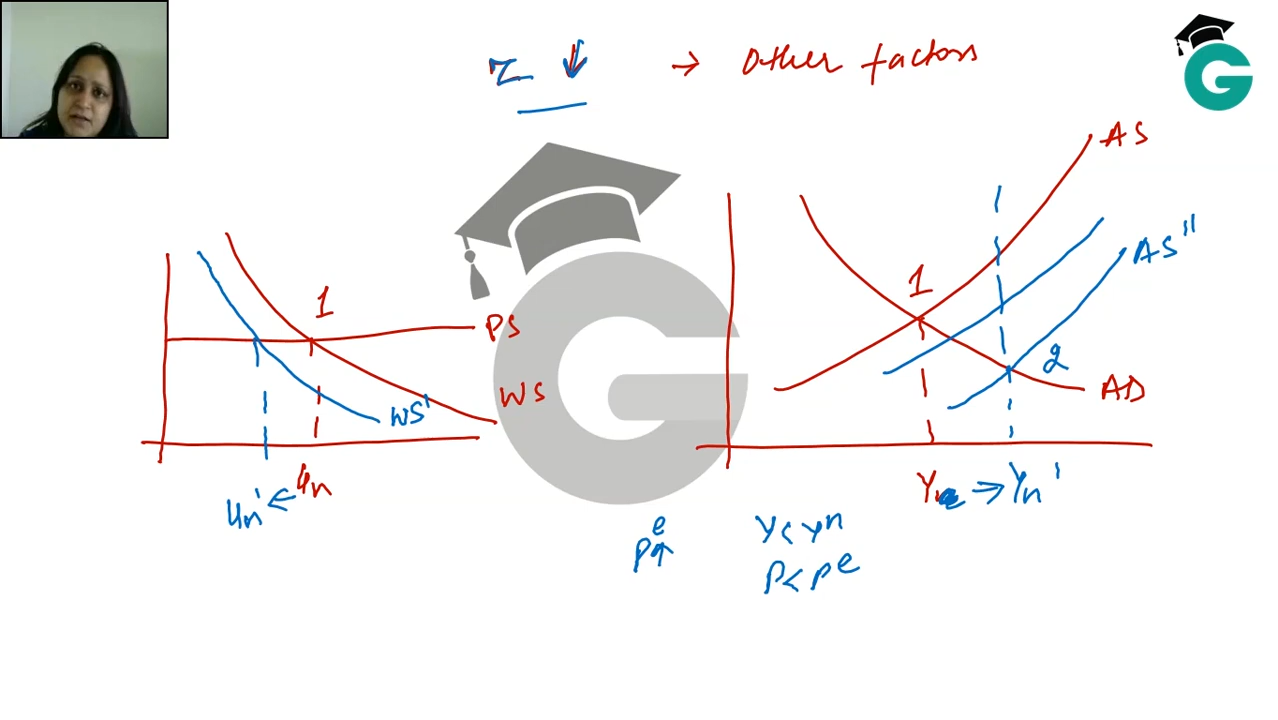 z ↓ → Other factors
AS
AS"
1
1
PS
2
WS
WS'
AD
un' ← un
Yn → Yn'
Pe ↑
Y < Yn
P < Pe
G